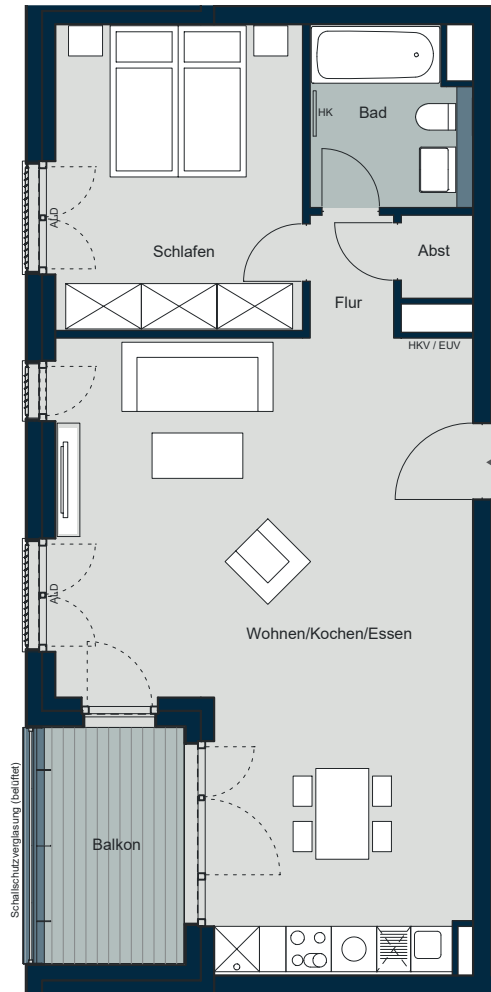 HK
Bad
ALD
Schlafen
Abst
Flur
HKV / EUV
ALD
Wohnen/Kochen/Essen
Schallschutzverglasung (belüftet)
Balkon